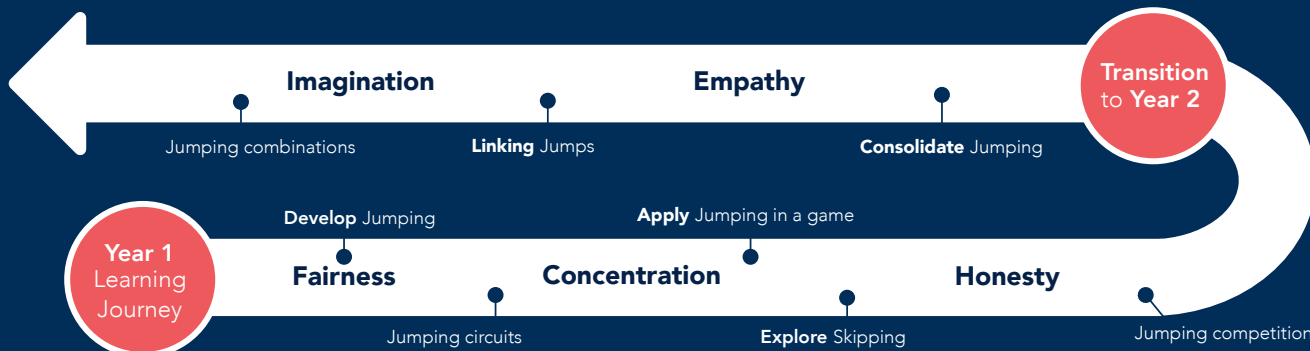 Imagination
Empathy
Transition
to Year 2
Jumping combinations
Linking Jumps
Consolidate Jumping
Develop Jumping
Apply Jumping in a game
Year 1
Learning
Journey
Fairness
Concentration
Honesty
Jumping circuits
Explore Skipping
Jumping competition